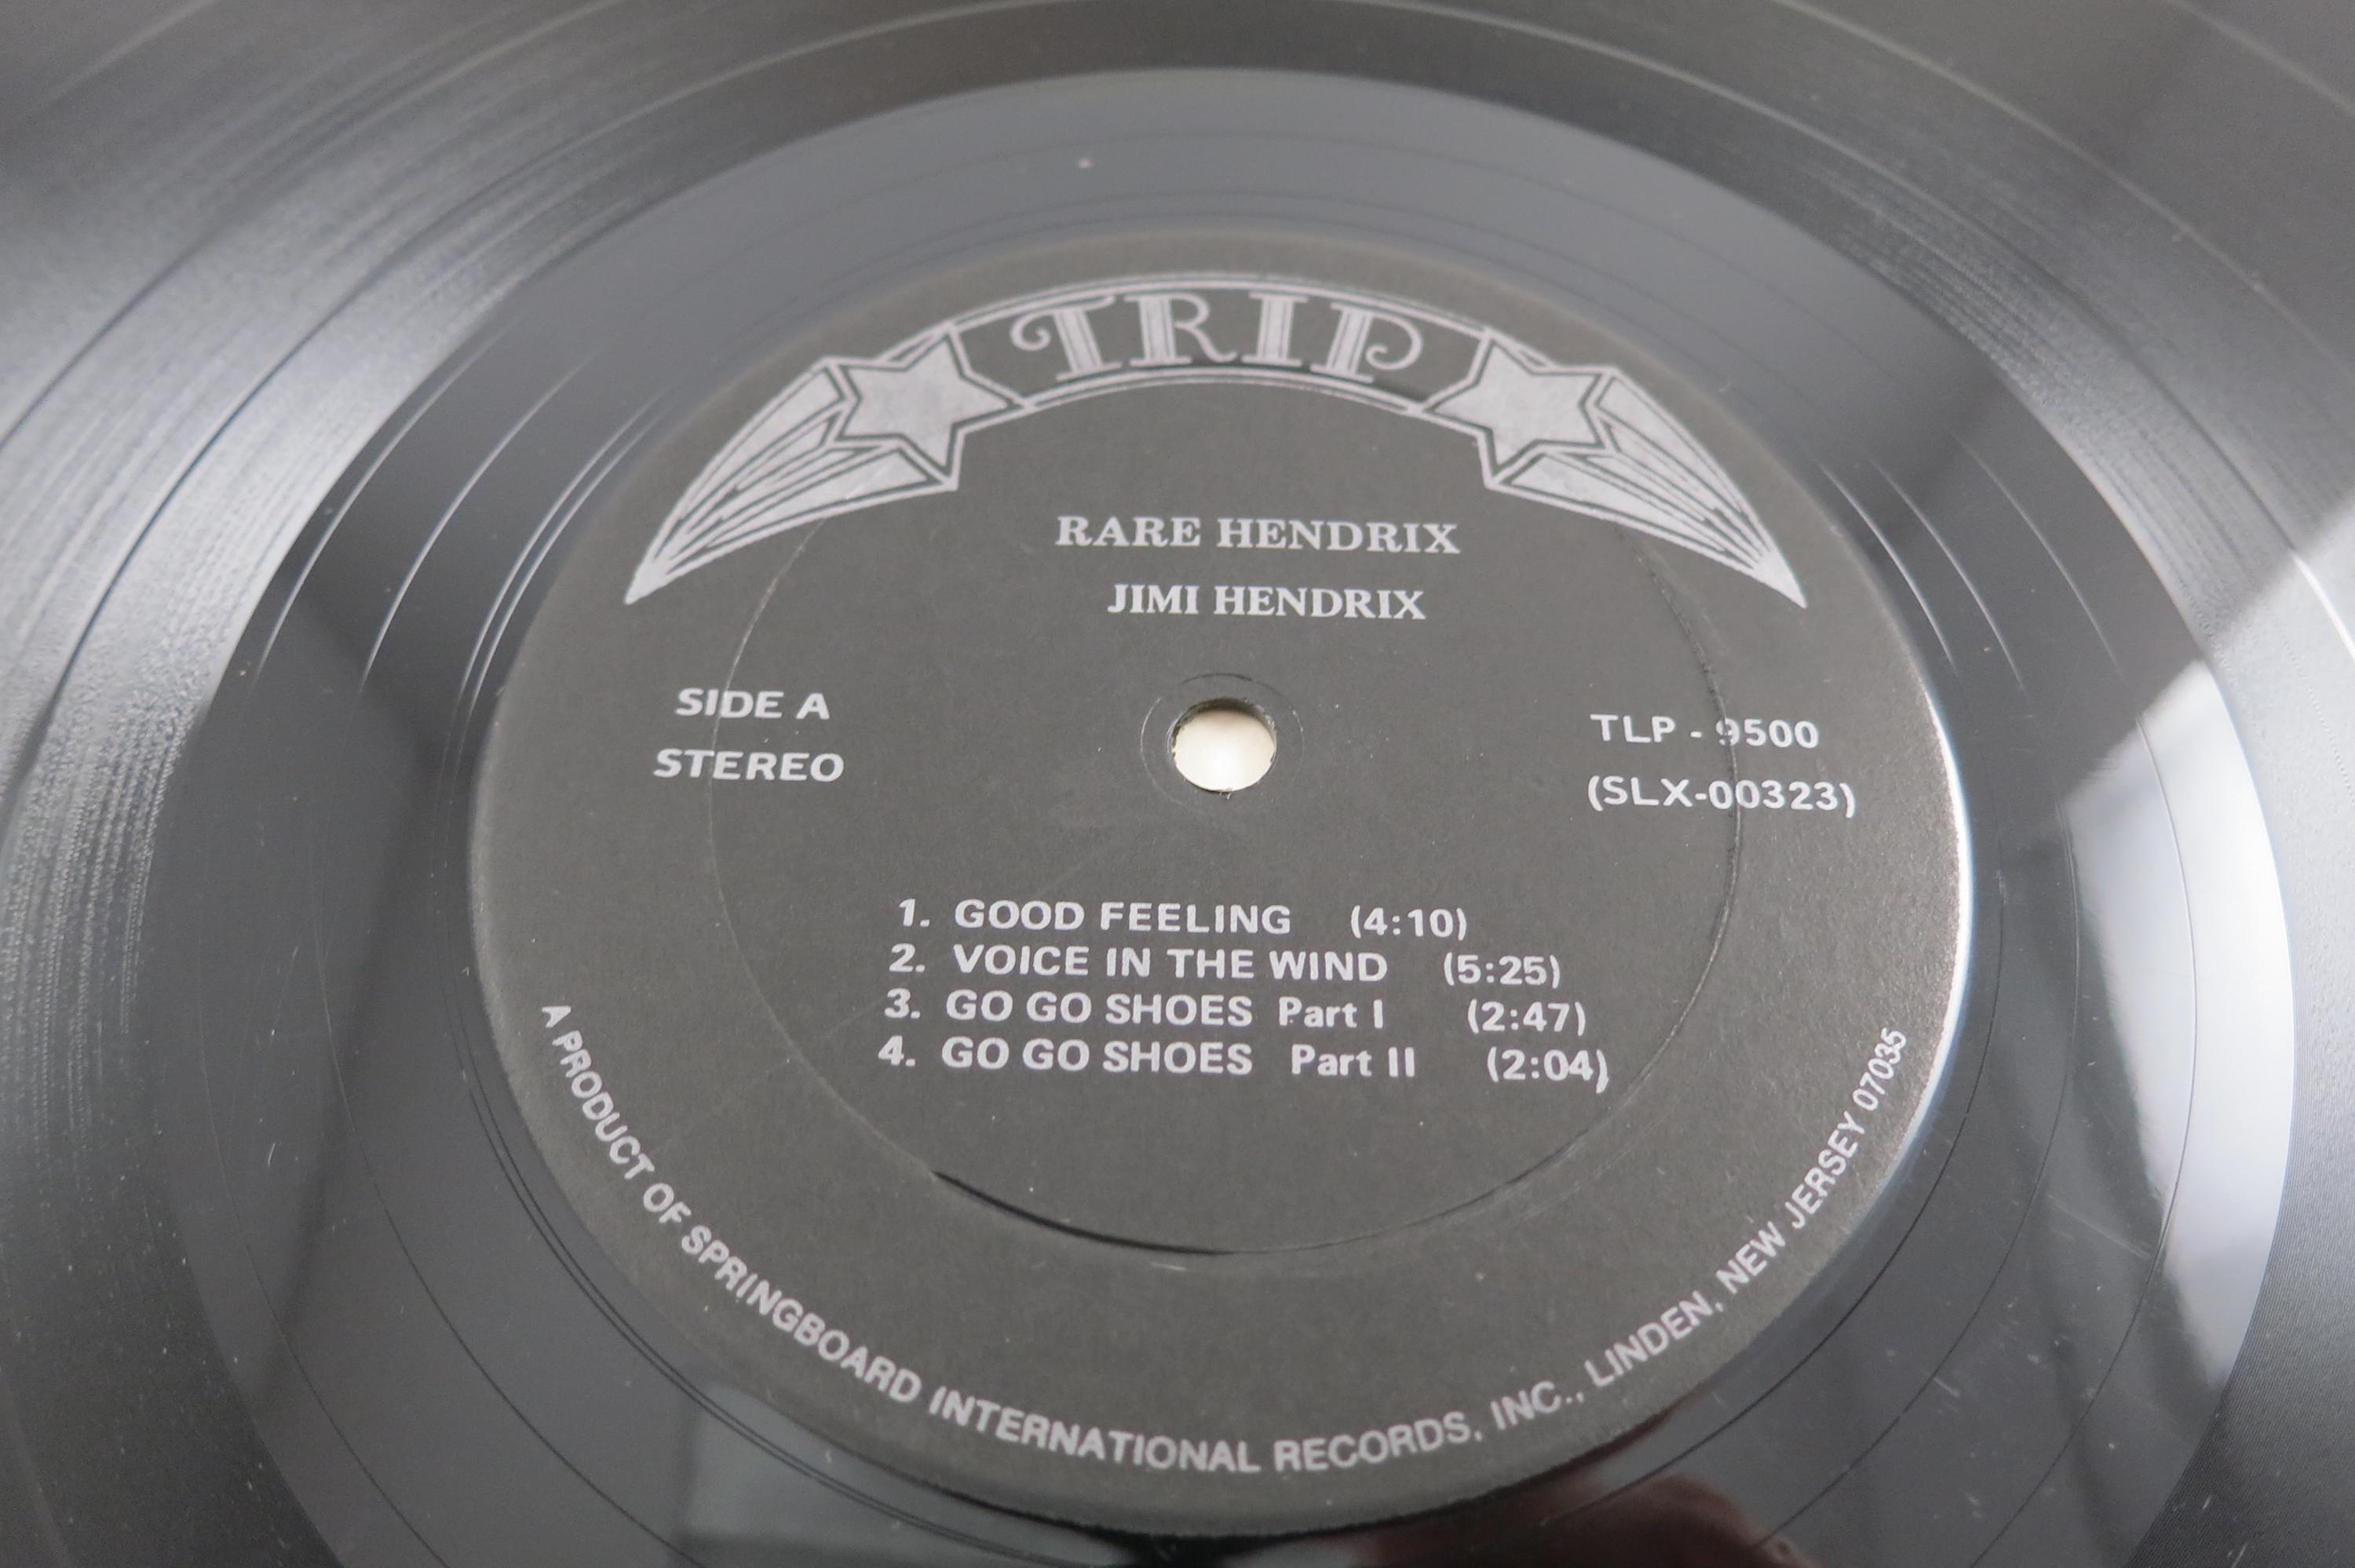 TRIP
RARE HENDRIX
JIMI HENDRIX
SIDE A
STEREO
TLP - 9500
(SLX-00323)
1. GOOD FEELING (4:10)
2. VOICE IN THE WIND (5:25)
3. GO GO SHOES Part I (2:47)
4. GO GO SHOES Part II (2:04)
A PRODUCT OF SPRINGBOARD INTERNATIONAL RECORDS, INC., LINDEN, NEW JERSEY 07035